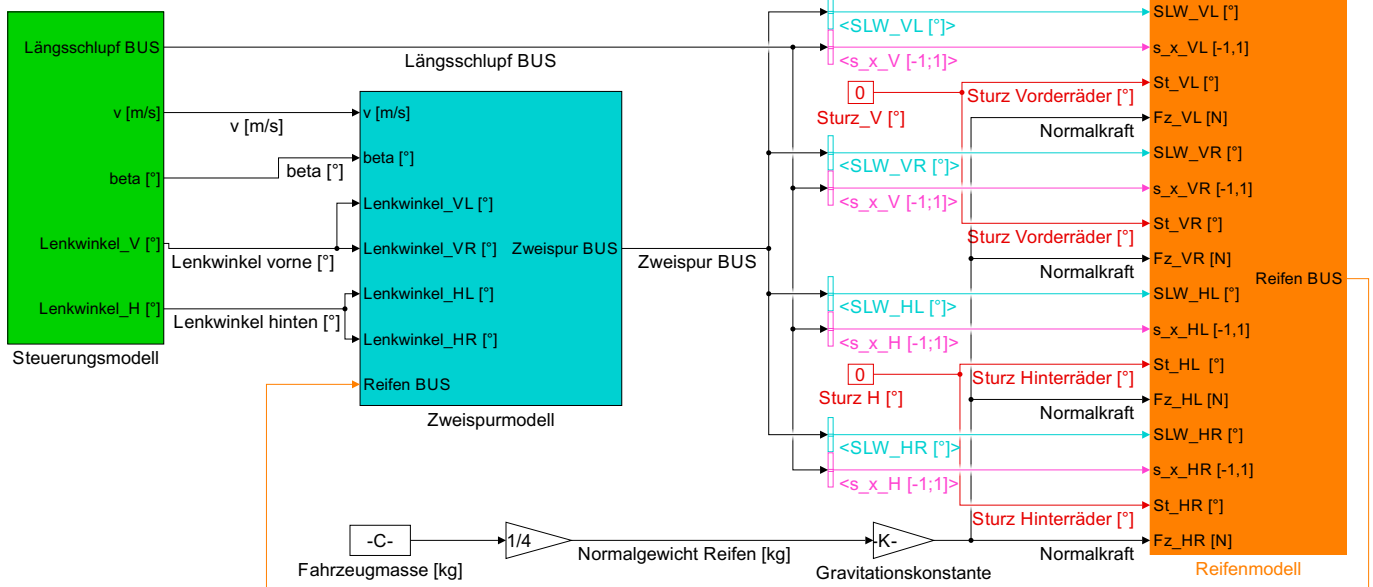 Längsschlupf BUS
v [m/s]
beta [°]
Lenkwinkel_V [°]
Lenkwinkel_H [°]
Steuerungsmodell
Längsschlupf BUS
v [m/s]
beta [°]
Lenkwinkel vorne [°]
Lenkwinkel hinten [°]
v [m/s]
beta [°]
Lenkwinkel_VL [°]
Lenkwinkel_VR [°]
Lenkwinkel_HL [°]
Lenkwinkel_HR [°]
Reifen BUS
Zweispur BUS
Zweispurmodell
Zweispur BUS
<SLW_VL [°]>
<s_x_V [-1;1]>
0
Sturz_V [°]
Sturz Vorderräder [°]
Normalkraft
<SLW_VR [°]>
<s_x_V [-1;1]>
Sturz Vorderräder [°]
Normalkraft
<SLW_HL [°]>
<s_x_H [-1;1]>
0
Sturz H [°]
Sturz Hinterräder [°]
Normalkraft
<SLW_HR [°]>
<s_x_H [-1;1]>
Sturz Hinterräder [°]
Normalkraft
-C-
Fahrzeugmasse [kg]
1/4
Normalgewicht Reifen [kg]
-K-
Gravitationskonstante
SLW_VL [°]
s_x_VL [-1,1]
St_VL [°]
Fz_VL [N]
SLW_VR [°]
s_x_VR [-1,1]
St_VR [°]
Fz_VR [N]
SLW_HL [°]
s_x_HL [-1,1]
St_HL [°]
Fz_HL [N]
SLW_HR [°]
s_x_HR [-1,1]
St_HR [°]
Fz_HR [N]
Reifen BUS
Reifenmodell